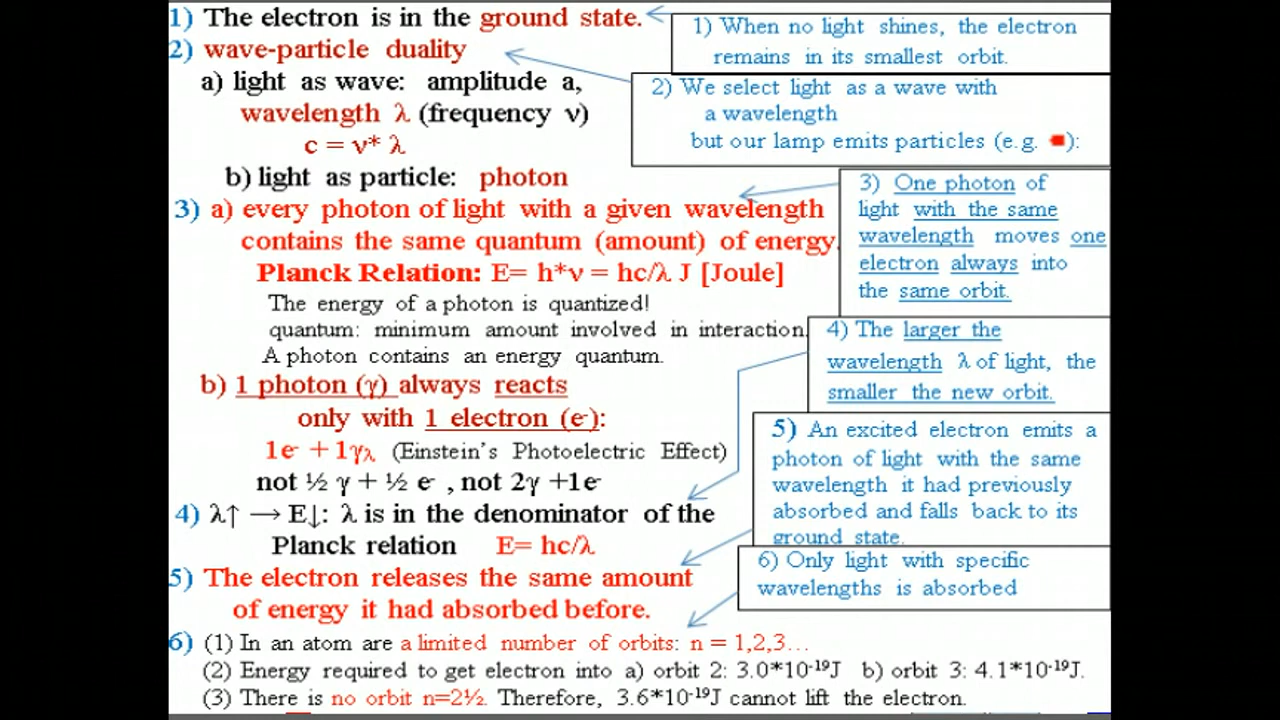 1) The electron is in the ground state.
2) wave-particle duality
a) light as wave: amplitude a,
wavelength λ (frequency ν)
c = ν* λ
b) light as particle: photon
3) a) every photon of light with a given wavelength
contains the same quantum (amount) of energy.
Planck Relation: E= h*ν = hc/λ J [Joule]
The energy of a photon is quantized!
quantum: minimum amount involved in interaction.
A photon contains an energy quantum.
b) 1 photon (γ) always reacts
only with 1 electron (e-):
1e- + 1γλ (Einstein's Photoelectric Effect)
not ½ γ + ½ e- , not 2γ +1e-
4) λ↑ → E↓: λ is in the denominator of the
Planck relation E= hc/λ
5) The electron releases the same amount
of energy it had absorbed before.
6) (1) In an atom are a limited number of orbits: n = 1,2,3...
(2) Energy required to get electron into a) orbit 2: 3.0*10-19J b) orbit 3: 4.1*10-19J.
(3) There is no orbit n=2½. Therefore, 3.6*10-19J cannot lift the electron.
1) When no light shines, the electron
remains in its smallest orbit.
2) We select light as a wave with
a wavelength
but our lamp emits particles (e.g. ):
3) One photon of
light with the same
wavelength moves one
electron always into
the same orbit.
4) The larger the
wavelength λ of light, the
smaller the new orbit.
5) An excited electron emits a
photon of light with the same
wavelength it had previously
absorbed and falls back to its
ground state.
6) Only light with specific
wavelengths is absorbed